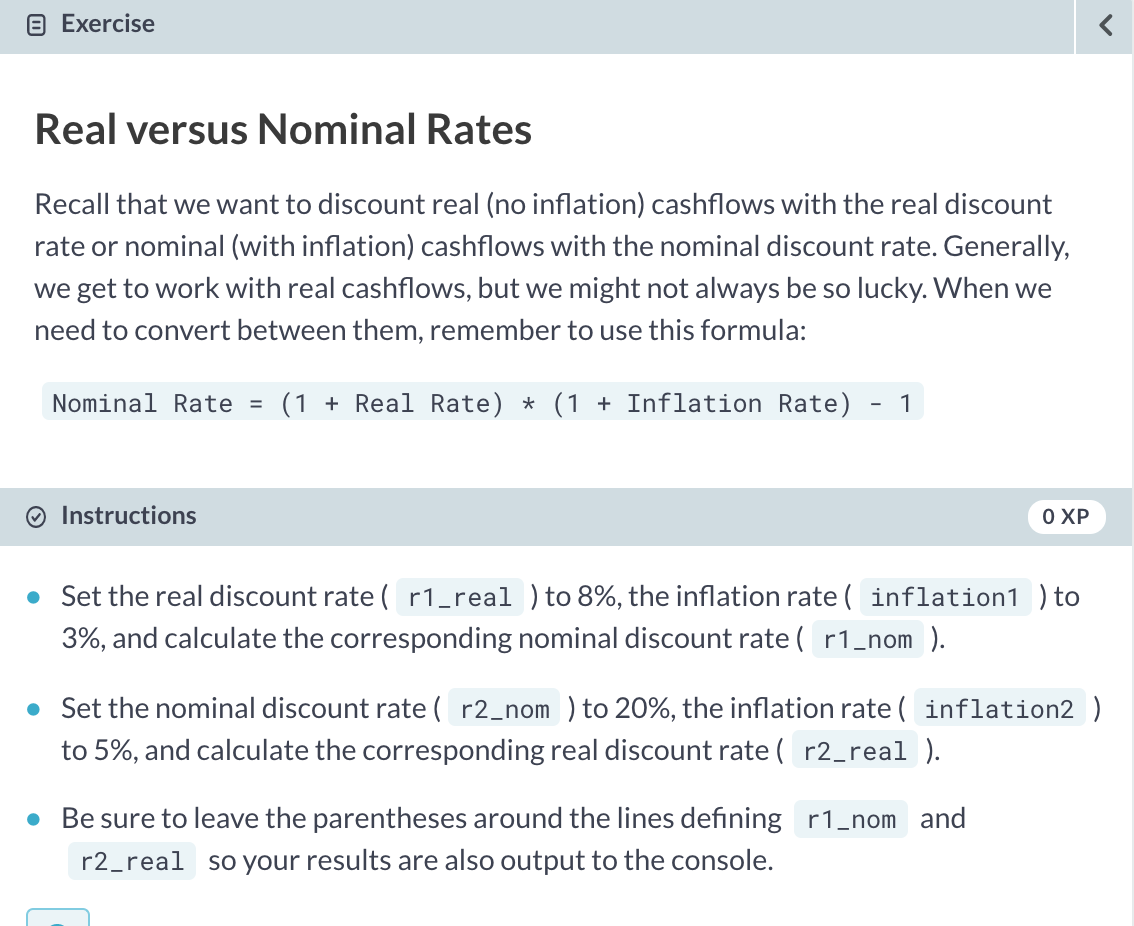 Exercise
Real versus Nominal Rates
Recall that we want to discount real (no inflation) cashflows with the real discount
rate or nominal (with inflation) cashflows with the nominal discount rate. Generally,
we get to work with real cashflows, but we might not always be so lucky. When we
need to convert between them, remember to use this formula:
Nominal Rate = (1 + Real Rate) * (1 + Inflation Rate) - 1
Instructions
0 XP
Set the real discount rate ( r1_real ) to 8%, the inflation rate ( inflation1 ) to
3%, and calculate the corresponding nominal discount rate ( r1_nom ).
Set the nominal discount rate ( r2_nom ) to 20%, the inflation rate ( inflation2 )
to 5%, and calculate the corresponding real discount rate ( r2_real ).
Be sure to leave the parentheses around the lines defining r1_nom and
r2_real so your results are also output to the console.